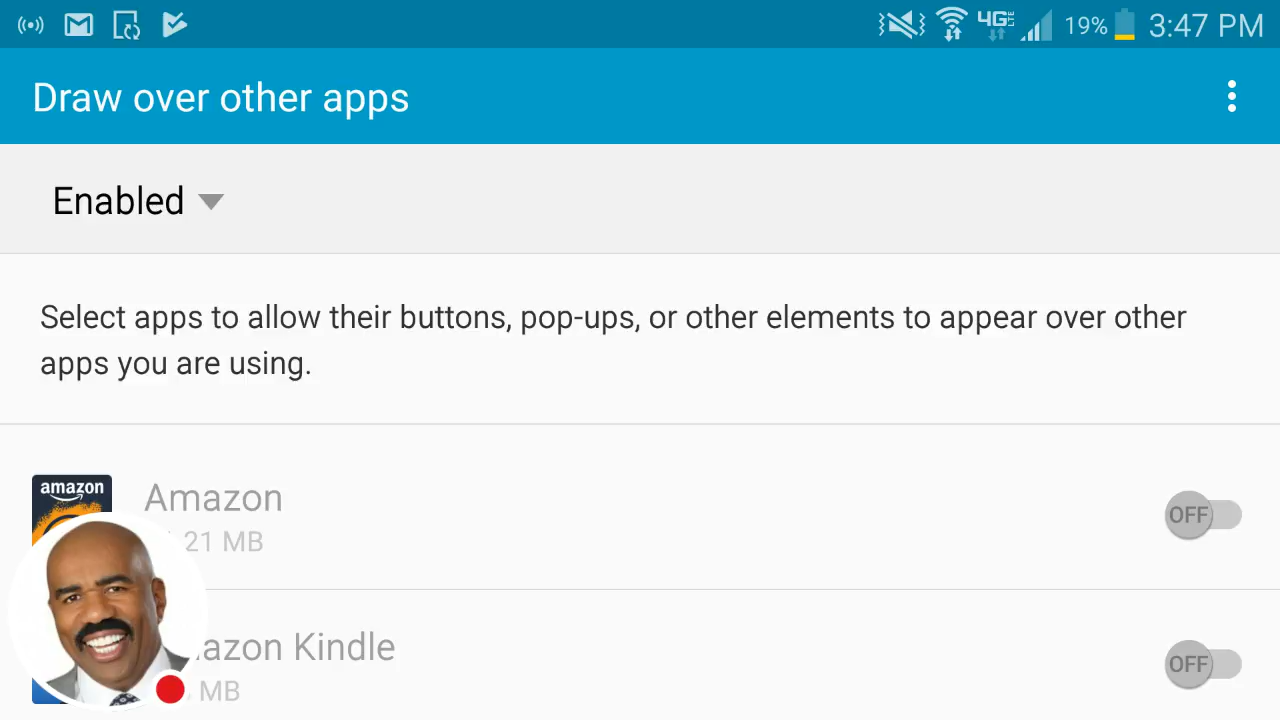 19% 3:47 PM
Draw over other apps
Enabled
Select apps to allow their buttons, pop-ups, or other elements to appear over other
apps you are using.
amazon
Amazon
21 MB
OFF
Kindle
MB
OFF
4G LTE